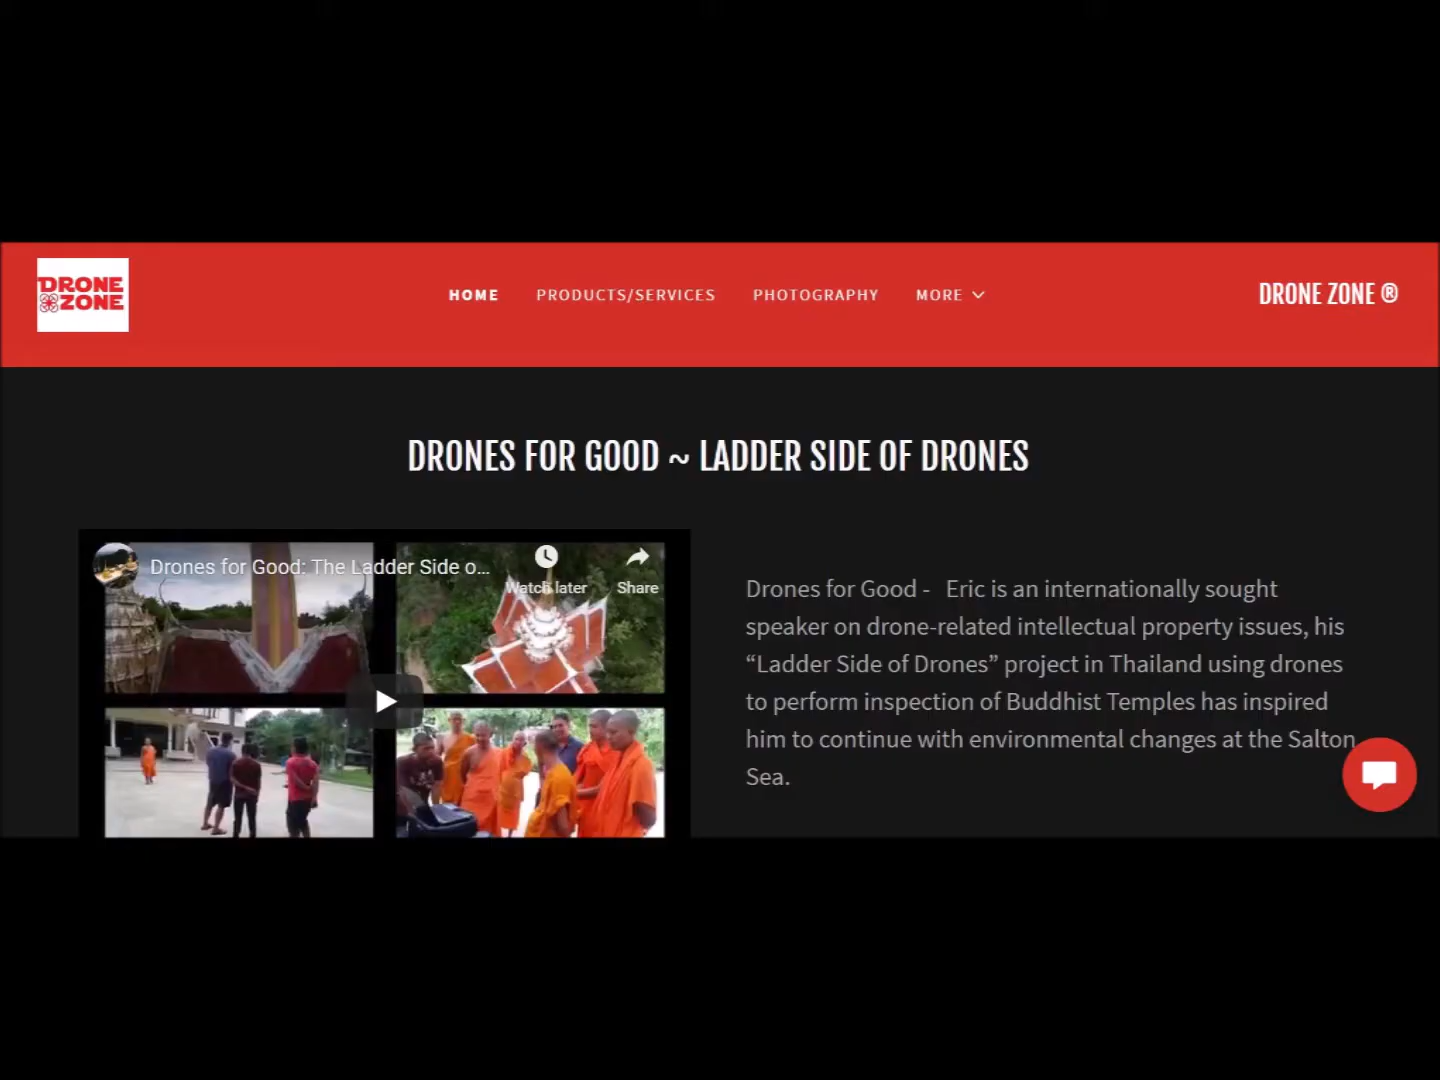 DRONE
ZONE
HOME PRODUCTS/SERVICES PHOTOGRAPHY MORE
DRONE ZONE ®
DRONES FOR GOOD ~ LADDER SIDE OF DRONES
Drones for Good: The Ladder Side o...
Watch later
Share
Drones for Good - Eric is an internationally sought
speaker on drone-related intellectual property issues, his
“Ladder Side of Drones” project in Thailand using drones
to perform inspection of Buddhist Temples has inspired
him to continue with environmental changes at the Salton
Sea.